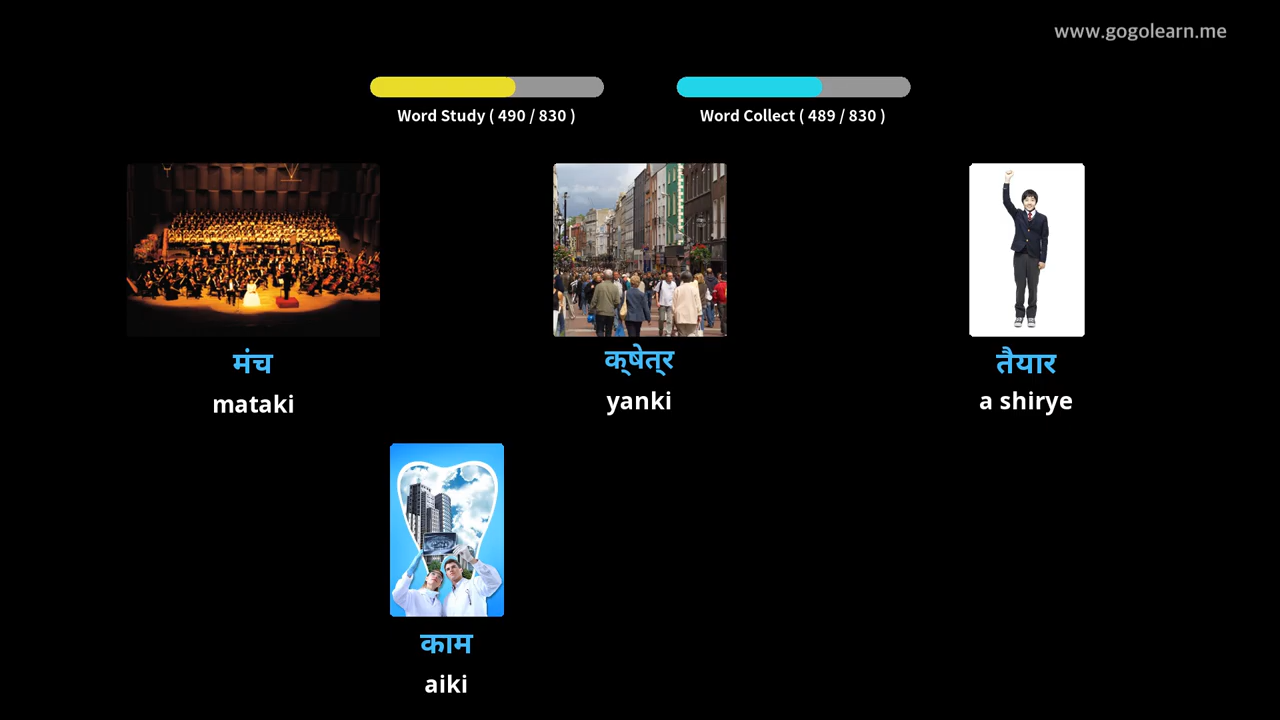 www.gogolearn.me
Word Study ( 490 / 830 )
Word Collect ( 489 / 830 )
मंच
mataki
क्षेत्र
yanki
तैयार
a shirye
काम
aiki